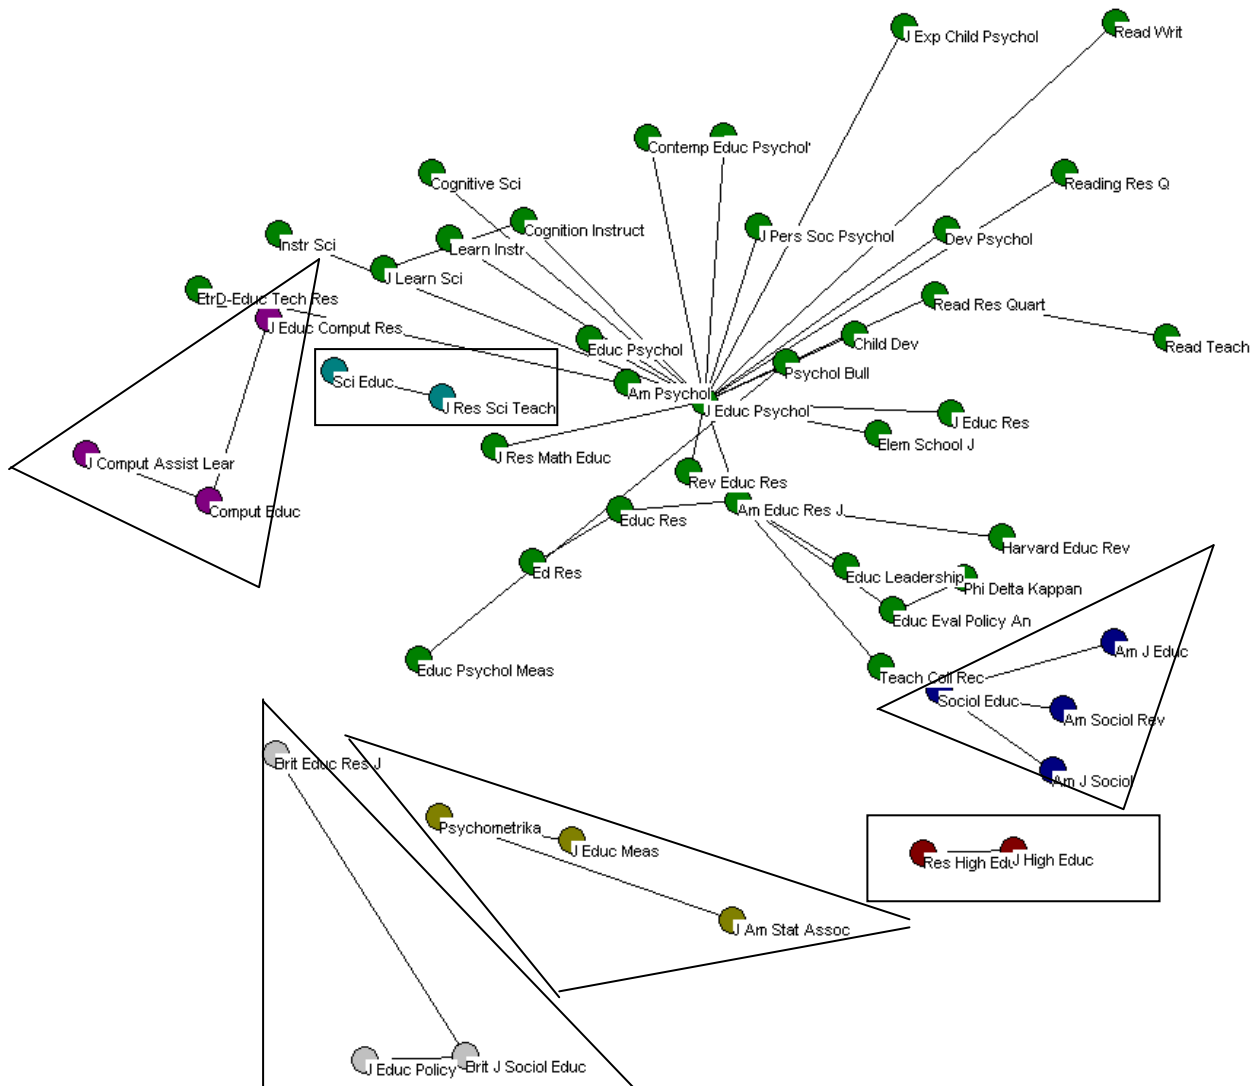 J Exp Child Psychol
Read Writ
Contemp Educ Psychol'
Cognitive Sci
Reading Res Q
Cognition Instruct
J Pers Soc Psychol
Dev Psychol
Instr Sci
Learn Instr
J Learn Sci
EtrD-Educ Tech Res
Read Res Quart
J Educ Comput Res
Educ Psychol
Child Dev
Read Teach
Psychol Bull
Sci Educ
Am Psychol
J Res Sci Teach
J Educ Psychol
J Educ Res
Elem School J
J Res Math Educ
J Comput Assist Lear
Rev Educ Res
Comput Educ
Educ Res
Am Educ Res J
Harvard Educ Rev
Ed Res
Educ Leadership
Phi Delta Kappan
Educ Eval Policy An
Am J Educ
Educ Psychol Meas
Teach Coll Rec
Sociol Educ
Am Sociol Rev
Brit Educ Res J
Am J Sociol
Psychometrika
J Educ Meas
Res High Edu
J High Educ
J Am Stat Assoc
J Educ Policy
Brit J Sociol Educ